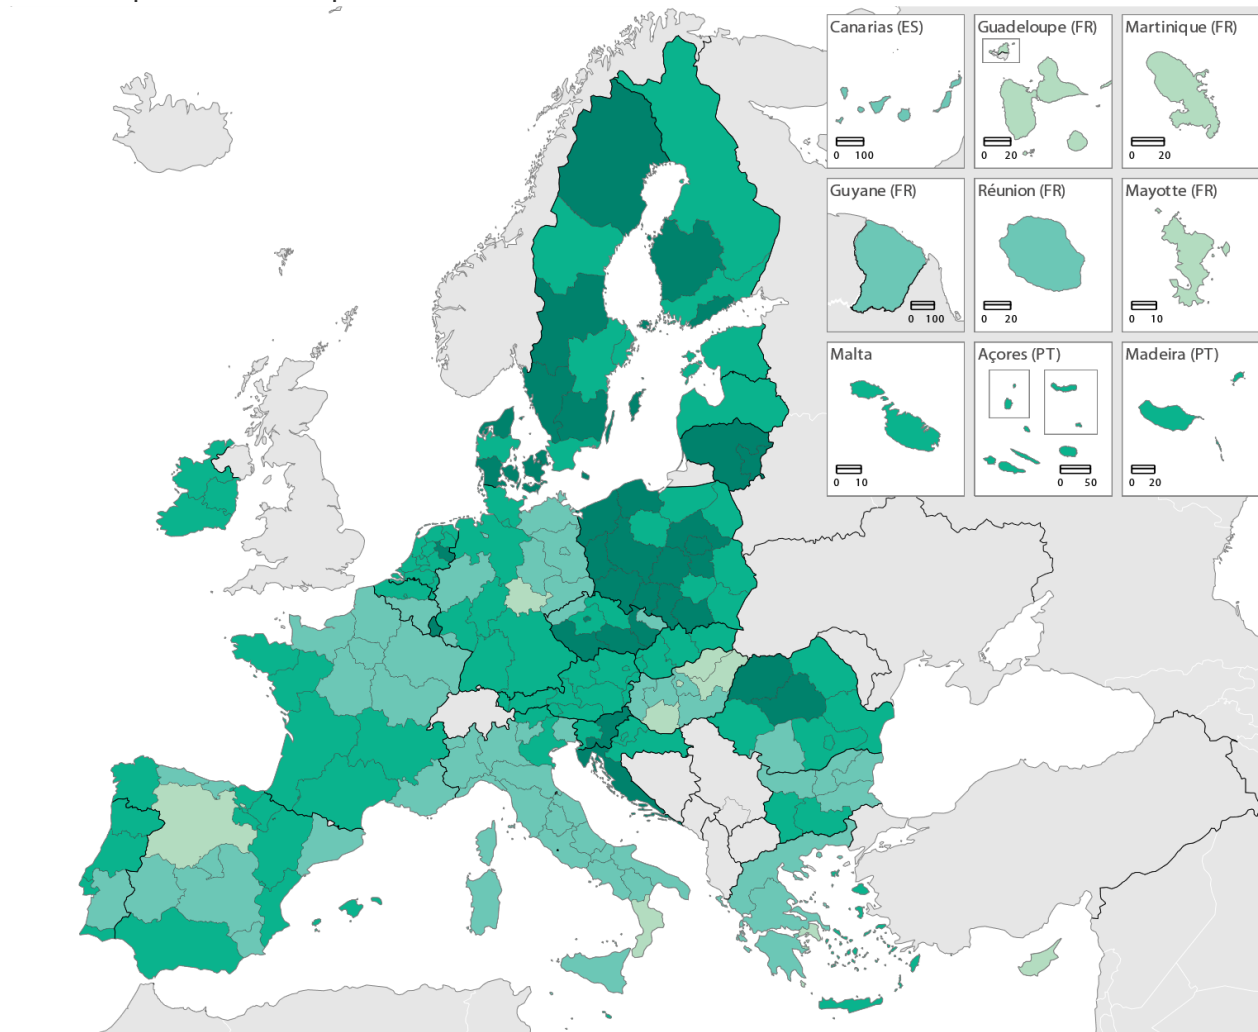 Canarias (ES)
0 100
Guadeloupe (FR)
0 20
Martinique (FR)
0 20
Guyane (FR)
0 100
Réunion (FR)
0 20
Mayotte (FR)
0 10
Malta
0 10
Açores (PT)
0 50
Madeira (PT)
0 20